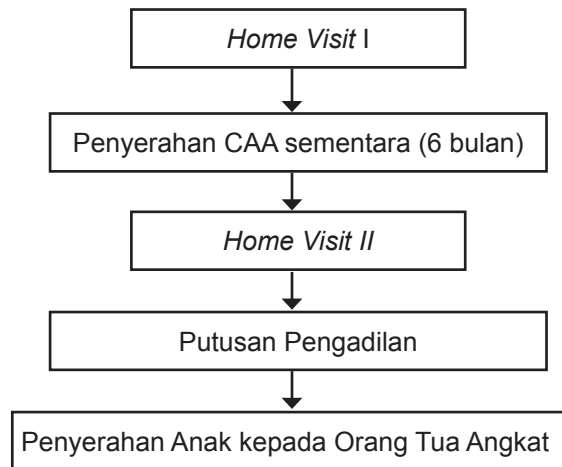 Home Visit I
Penyerahan CAA sementara (6 bulan)
Home Visit II
Putusan Pengadilan
Penyerahan Anak kepada Orang Tua Angkat